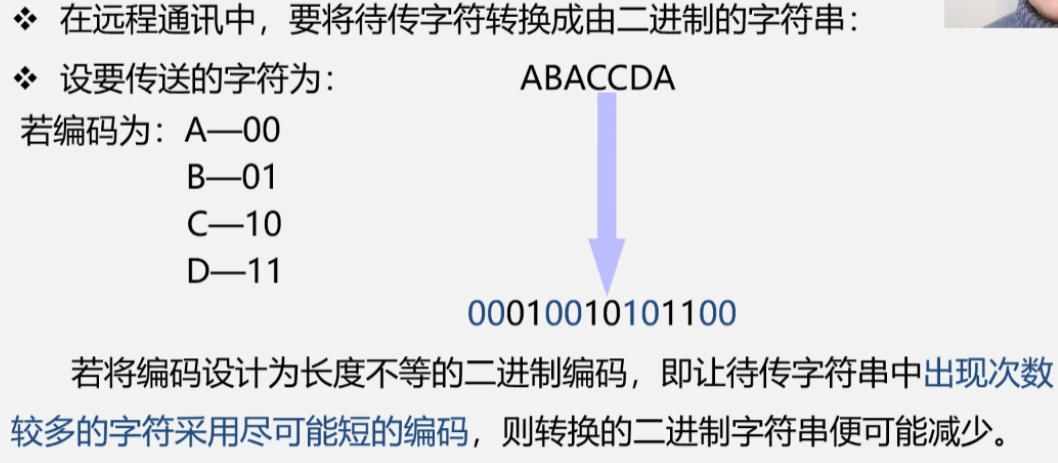 ❖ 在远程通讯中，要将待传字符转换成由二进制的字符串：
❖ 设要传送的字符为： ABACCDA
若编码为：A—00
B—01
C—10
D—11
00010010101100
若将编码设计为长度不等的二进制编码，即让待传字符串中出现次数
较多的字符采用尽可能短的编码，则转换的二进制字符串便可能减少。